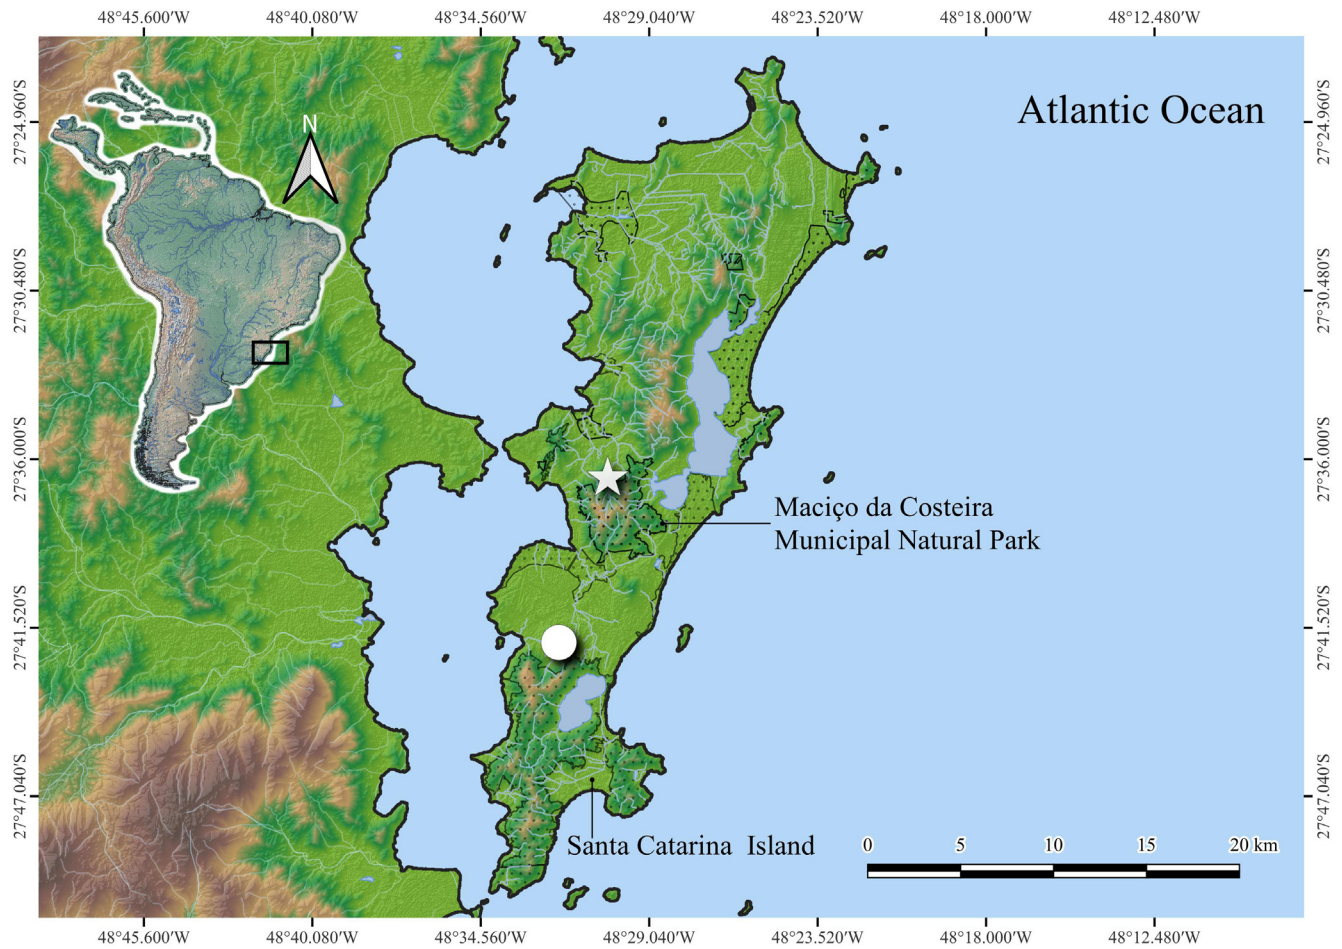 48°45.600'W 48°40.080'W 48°34.560'W 48°29.040'W 48°23.520'W 48°18.000'W 48°12.480'W
27°24.960'S 27°24.960'S
27°30.480'S 27°30.480'S
27°36.000'S 27°36.000'S
27°41.520'S 27°41.520'S
27°47.040'S 27°47.040'S
N
Atlantic Ocean
Maciço da Costeira
Municipal Natural Park
Santa Catarina Island
0 5 10 15 20 km
48°45.600'W 48°40.080'W 48°34.560'W 48°29.040'W 48°23.520'W 48°18.000'W 48°12.480'W